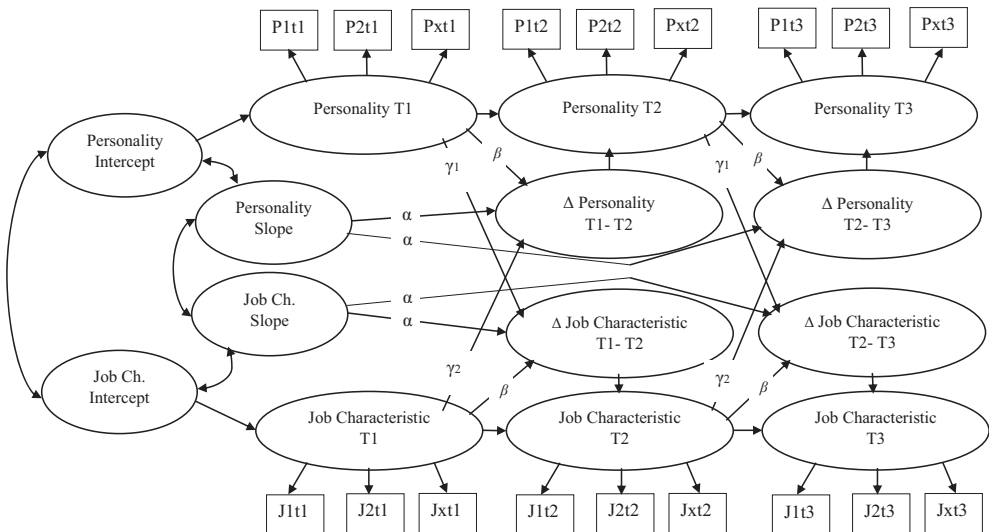 P1t1 P2t1 Pxt1 P1t2 P2t2 Pxt2 P1t3 P2t3 Pxt3
Personality T1 Personality T2 Personality T3
Personality
Intercept
γ1 β γ1 β
Personality
Slope
α
α
Δ Personality
T1- T2
Δ Personality
T2- T3
Job Ch.
Slope
α
α
Δ Job Characteristic
T1- T2
Δ Job Characteristic
T2- T3
Job Ch.
Intercept
γ2 β γ2 β
Job Characteristic
T1
Job Characteristic
T2
Job Characteristic
T3
J1t1 J2t1 Jxt1 J1t2 J2t2 Jxt2 J1t3 J2t3 Jxt3